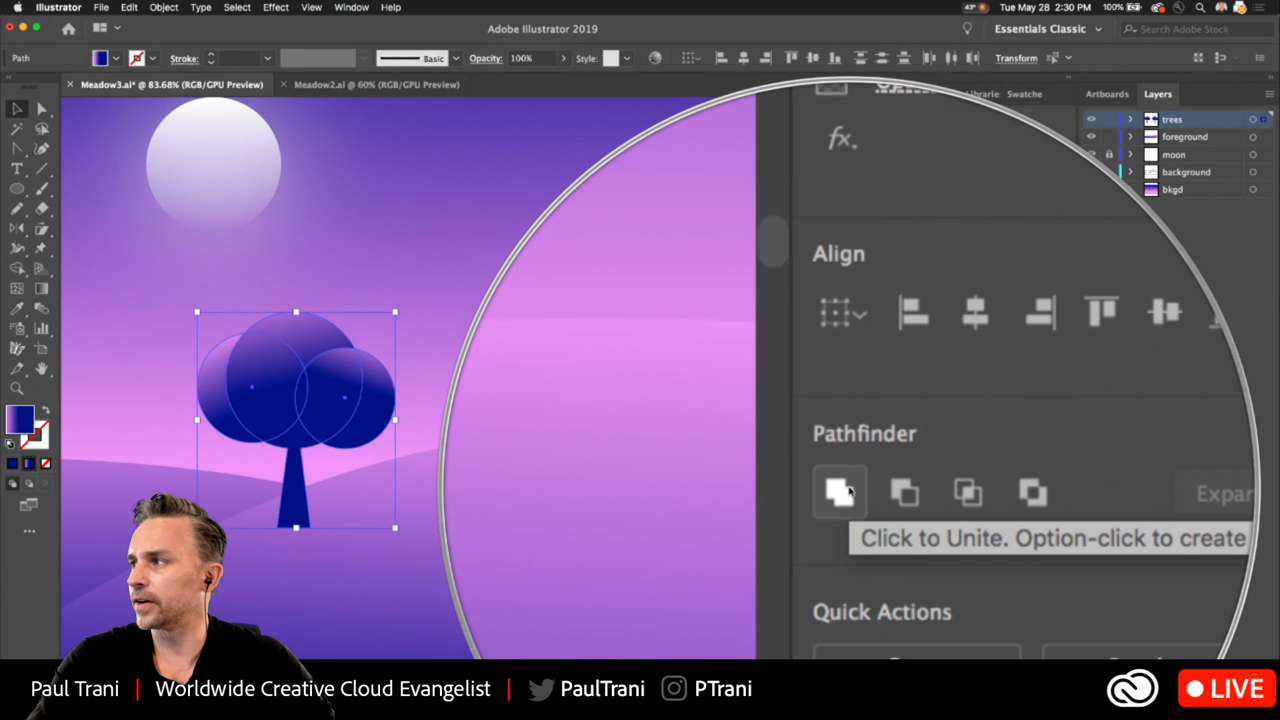 Illustrator File Edit Object Type Select Effect View Window Help
Tue May 28 2:30 PM 100%
Adobe Illustrator 2019
Essentials Classic
Search Adobe Stock
Path
Stroke:
Basic
Opacity: 100%
Style:
Transform
Meadow3.ai* @ 83.68% (RGB/GPU Preview)
Meadow2.ai @ 60% (RGB/GPU Preview)
Swatche
Artboards
Layers
trees
foreground
moon
background
bkgd
fx
Align
Pathfinder
Expan
Click to Unite. Option-click to create
Quick Actions
Paul Trani | Worldwide Creative Cloud Evangelist | PaulTrani PTrani
LIVE